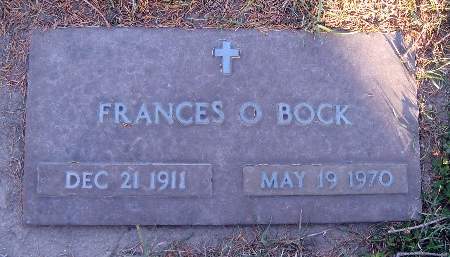 FRANCES O BOCK
DEC 21 1911 MAY 19 1970